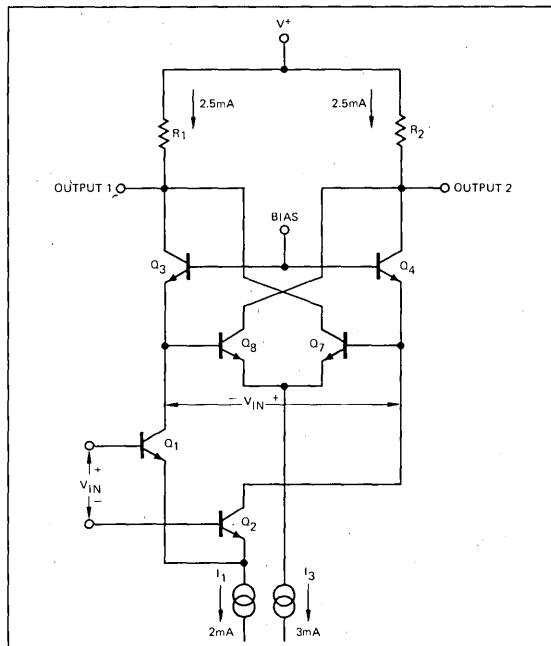 V+
2.5mA 2.5mA
R1 R2
OUTPUT 1 OUTPUT 2
BIAS
Q3 Q4
Q8 Q7
− VIN +
Q1
+
VIN
−
Q2
I1 I3
2mA 3mA